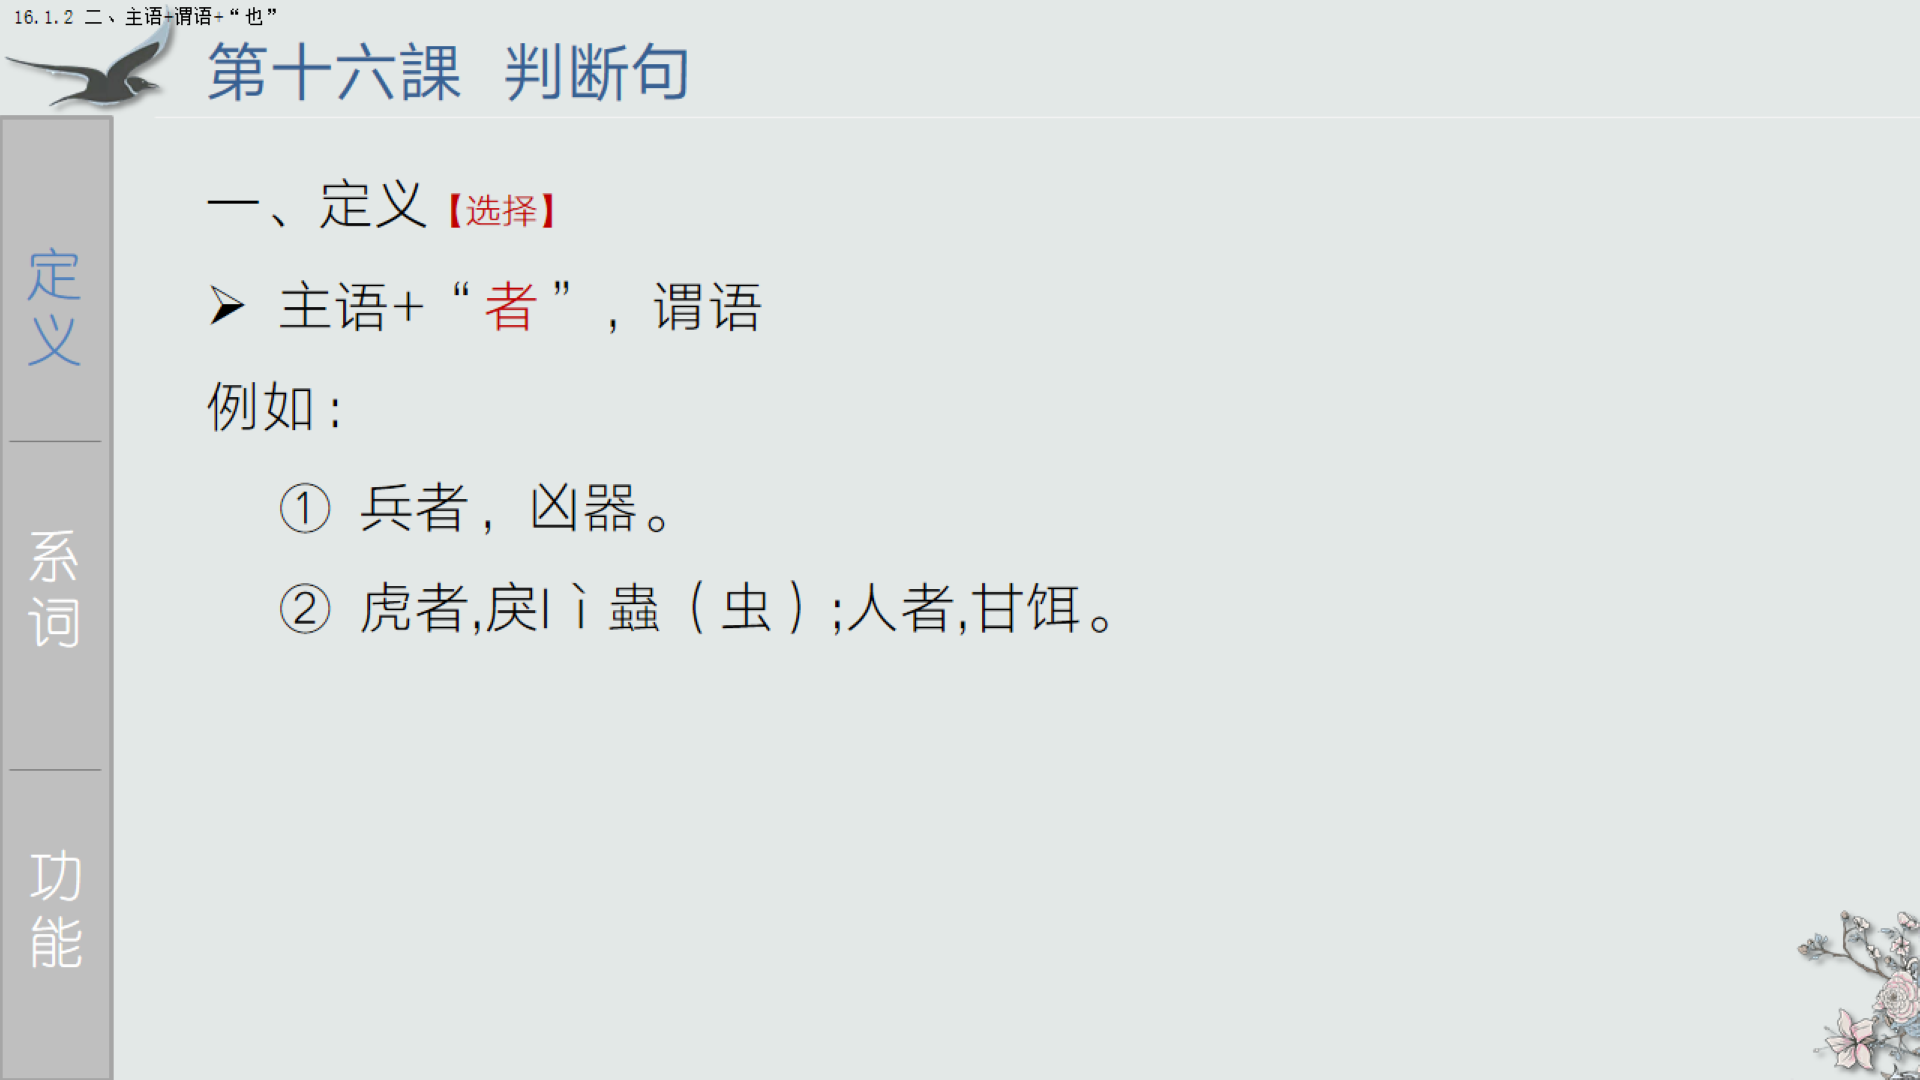 16.1.2 二、主语+谓语+“也”
第十六課 判断句
一、定义【选择】
➢ 主语+“者”，谓语
例如：
① 兵者，凶器。
② 虎者,戾lì蟲（虫）;人者,甘饵。
定义
系词
功能